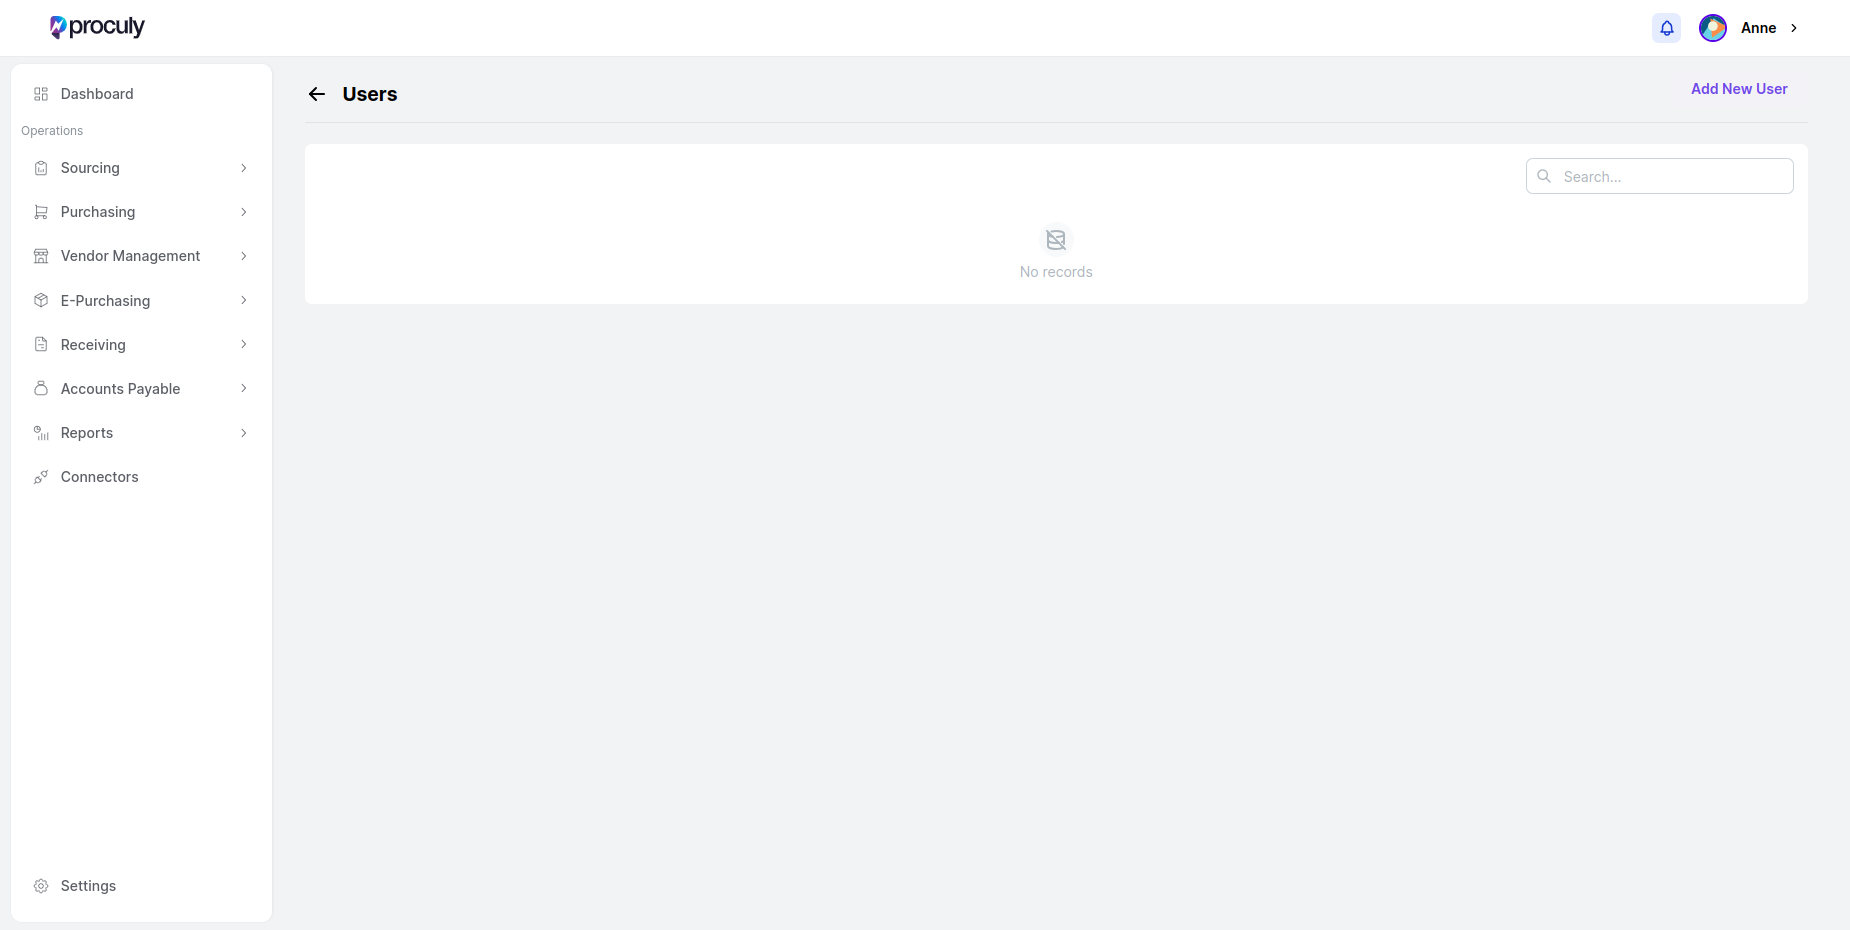 proculy
Anne
Dashboard
Operations
Sourcing
Purchasing
Vendor Management
E-Purchasing
Receiving
Accounts Payable
Reports
Connectors
Settings
Users
Add New User
Search...
No records